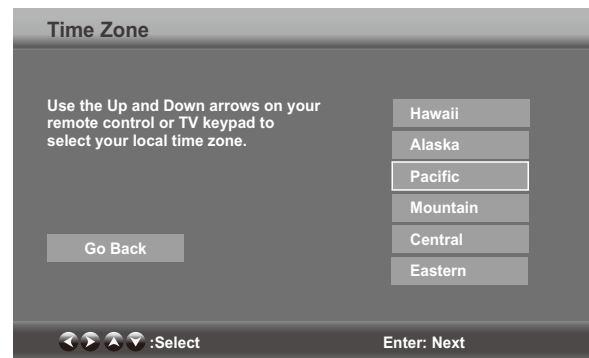 Time Zone
Use the Up and Down arrows on your
remote control or TV keypad to
select your local time zone.
Hawaii
Alaska
Pacific
Mountain
Central
Eastern
Go Back
:Select
Enter: Next